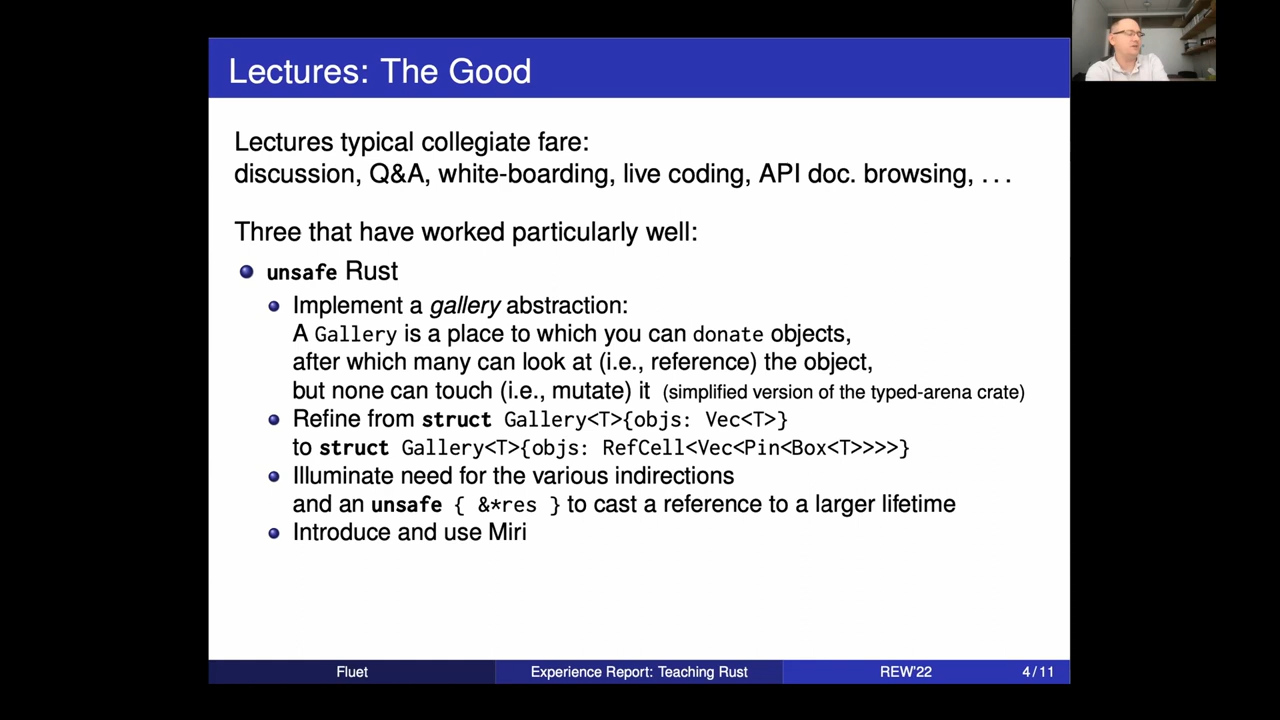 Lectures: The Good
Lectures typical collegiate fare:
discussion, Q&A, white-boarding, live coding, API doc. browsing, ...
Three that have worked particularly well:
unsafe Rust
Implement a gallery abstraction:
A Gallery is a place to which you can donate objects,
after which many can look at (i.e., reference) the object,
but none can touch (i.e., mutate) it (simplified version of the typed-arena crate)
Refine from struct Gallery<T>{objs: Vec<T>}
to struct Gallery<T>{objs: RefCell<Vec<Pin<Box<T>>>>}
Illuminate need for the various indirections
and an unsafe { &*res } to cast a reference to a larger lifetime
Introduce and use Miri
Fluet Experience Report: Teaching Rust REW'22 4/11